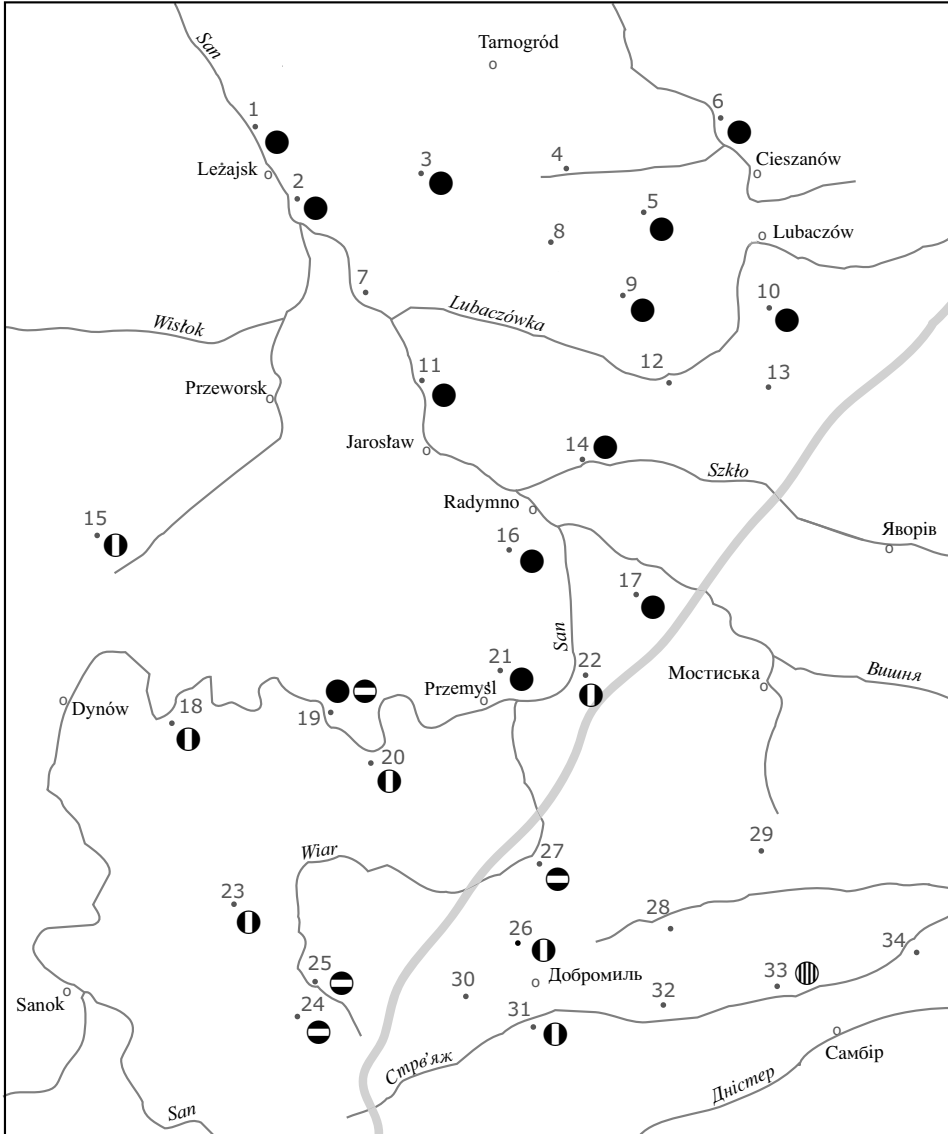 San
Tarnogród
1
6
Leżajsk
3
4
Cieszanów
2
5
8
Lubaczów
7
9
10
Lubaczówka
Wisłok
11
12
13
Przeworsk
Jarosław
14
Szkło
Radymno
15
16
Яворів
17
San
21
22
Мостиська
Вишня
Dynów
18
19
Przemyśl
20
Wiar
27
29
23
28
26
34
25
30
Добромиль
33
Sanok
24
31
32
Самбір
Стрв'яж
Дністер
San